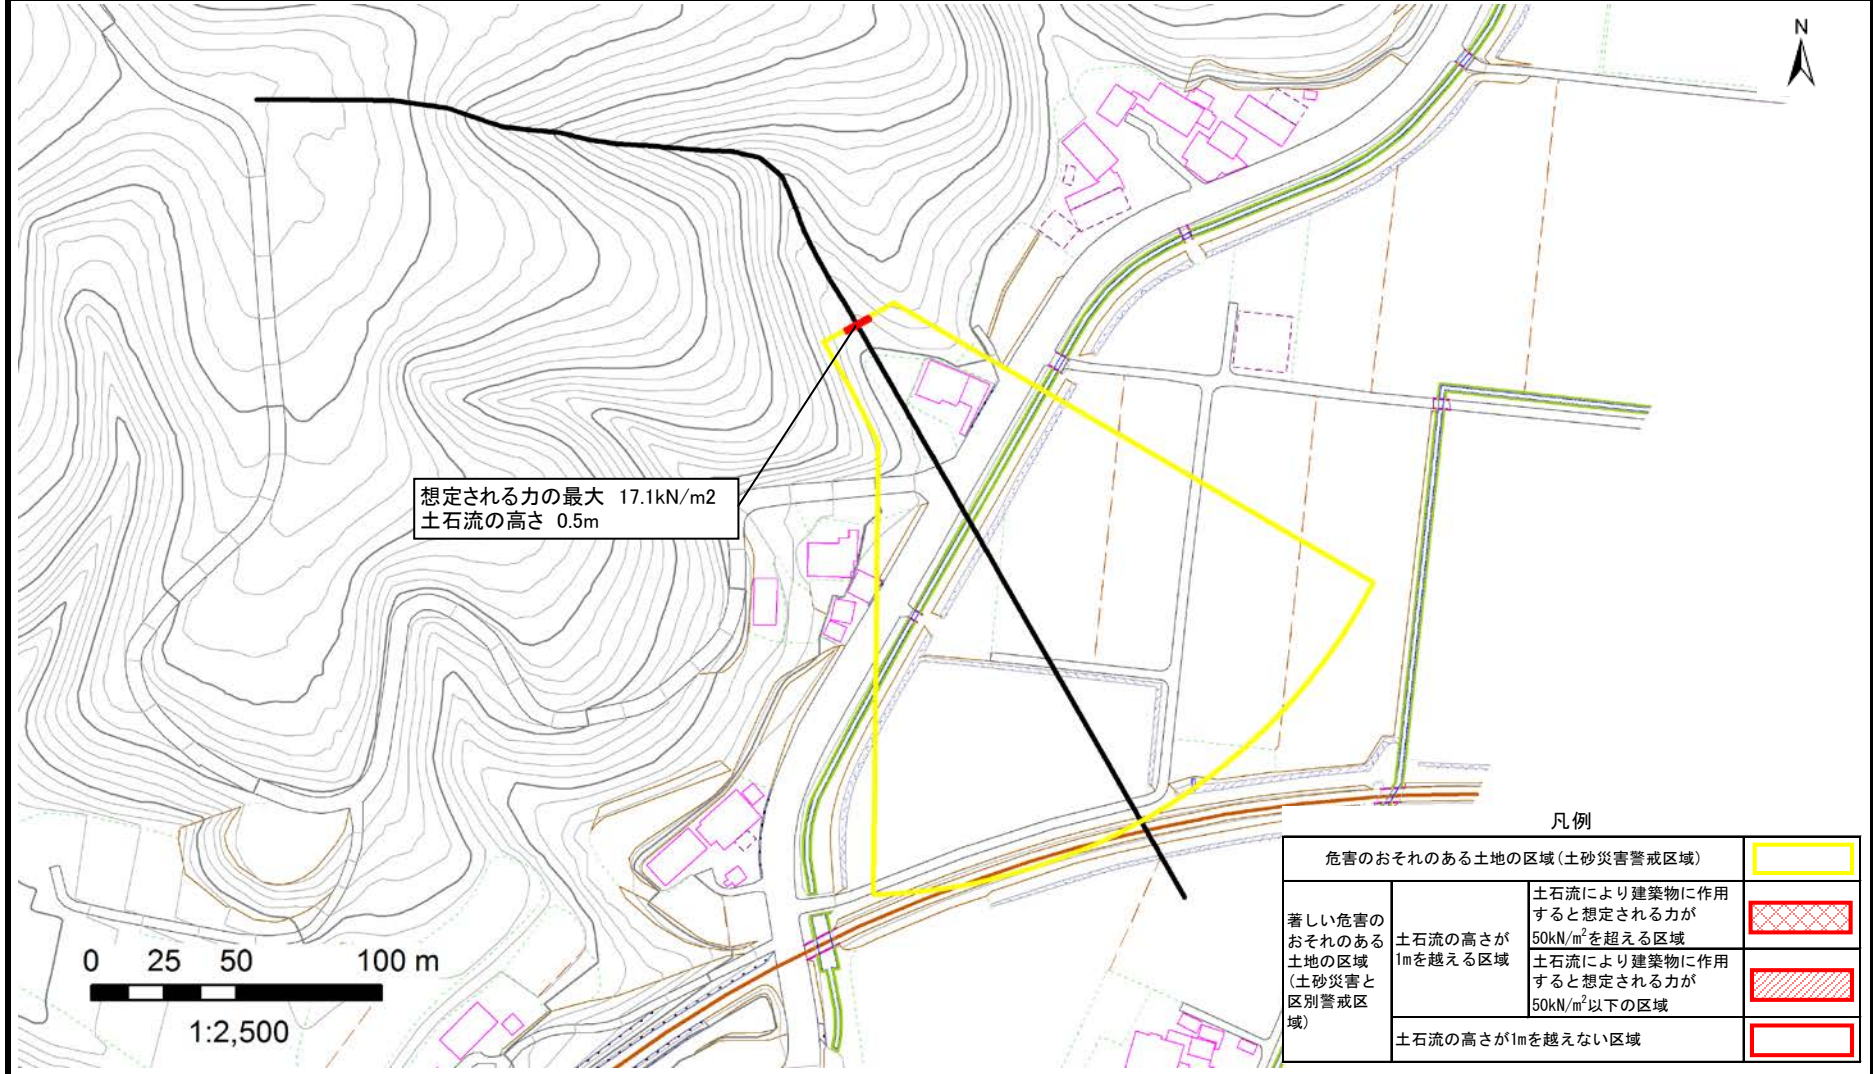 N
想定される力の最大 17.1kN/m2
土石流の高さ 0.5m
0 25 50 100 m
1:2,500
凡例
危害のおそれのある土地の区域(土砂災害警戒区域)
著しい危害の
おそれのある
土地の区域
(土砂災害と
区別警戒区
域)
土石流の高さが
1mを越える区域
土石流により建築物に作用
すると想定される力が
50kN/m²を超える区域
土石流により建築物に作用
すると想定される力が
50kN/m²以下の区域
土石流の高さが1mを越えない区域